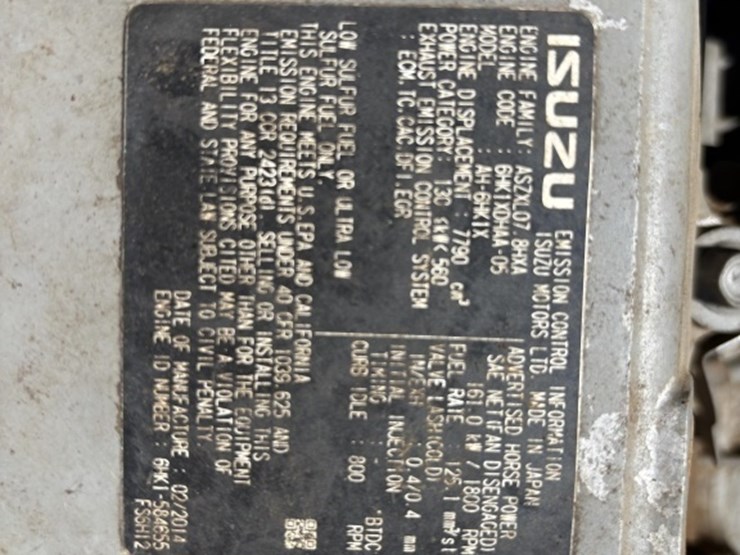 ISUZU
EMISSION CONTROL INFORMATION
ISUZU MOTORS LTD. MADE IN JAPAN
ENGINE FAMILY: ASZXL07.8HXA
ENGINE CODE : 6HK1XDHAA-05
MODEL : AH-6HK1X
ENGINE DISPLACEMENT : 7790 cm³
POWER CATEGORY: 130 ≤kW≤ 560
EXHAUST EMISSION CONTROL SYSTEM
: ECM,TC,CAC,DFI,EGR
ADVERTISED HORSE POWER
SAE NET(FAN DISENGAGED)
161.0 kW / 1800 RPM
FUEL RATE 125.1 mm³/st
VALVE LASH(COLD)
IN/EX 0.4/0.4 mm
INITIAL INJECTION
TIMING : - °BTDC
CURB IDLE : 800 RPM
LOW SULFUR FUEL OR ULTRA LOW
SULFUR FUEL ONLY.
THIS ENGINE MEETS U.S.EPA AND CALIFORNIA
EMISSION REQUIREMENTS UNDER 40 CFR 1039.625 AND
TITLE 13 CCR 2423(d). SELLING OR INSTALLING THIS
ENGINE FOR ANY PURPOSE OTHER THAN FOR THE EQUIPMENT
FLEXIBILITY PROVISIONS CITED MAY BE A VIOLATION OF
FEDERAL AND STATE LAW SUBJECT TO CIVIL PENALTY.
DATE OF MANUFACTURE : 02/2014
ENGINE ID NUMBER : 6HK1-584655
FS6H12